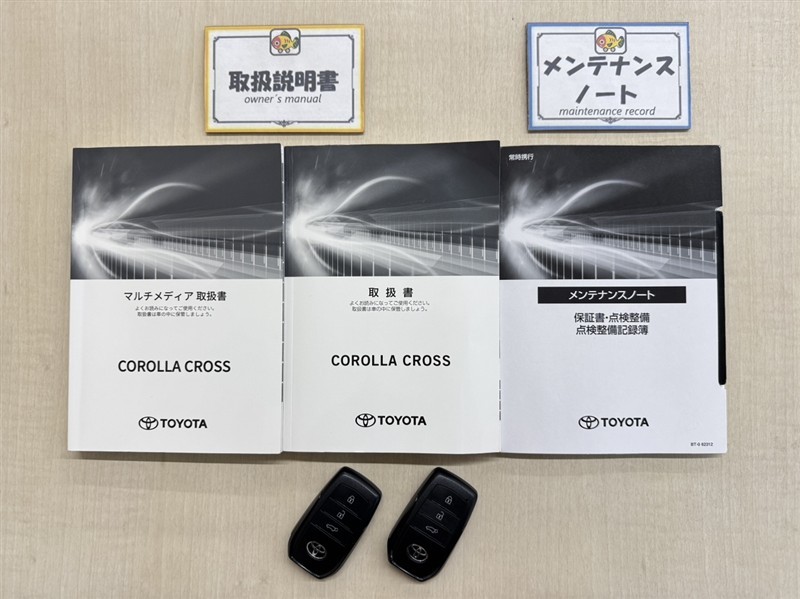 取扱説明書
owner's manual
メンテナンス
ノート
maintenance record
マルチメディア 取扱書
よくお読みになってご使用ください。
取扱書は車の中に保管しましょう。
COROLLA CROSS
TOYOTA
取扱書
よくお読みになってご使用ください。
取扱書は車の中に保管しましょう。
COROLLA CROSS
TOYOTA
常時携行
メンテナンスノート
保証書・点検整備
点検整備記録簿
TOYOTA